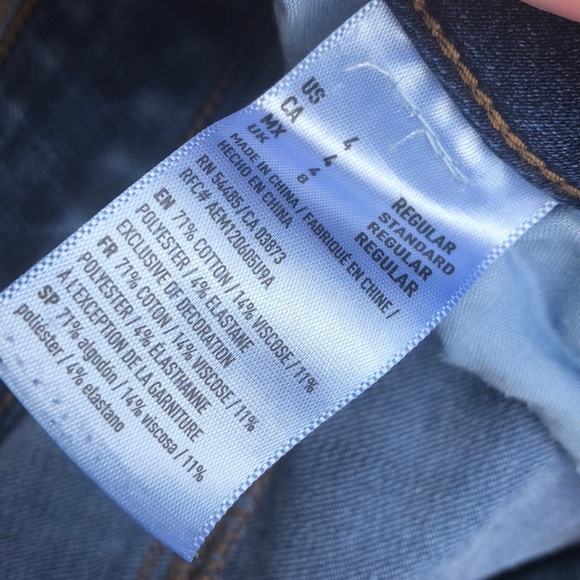 US 4 REGULAR
CA 4 STANDARD
MX 4 REGULAR
UK 8 REGULAR
MADE IN CHINA / FABRIQUÉ EN CHINE /
HECHO EN CHINA
RN 54485/CA 03873
RFC# AEM120605U9A
EN 71% COTTON / 14% VISCOSE / 11%
POLYESTER / 4% ELASTANE
EXCLUSIVE OF DECORATION
FR 77% COTON / 14% VISCOSE / 11%
POLYESTER / 4% ÉLASTHANNE
À L'EXCEPTION DE LA GARNITURE
SP 71% algodón / 14% viscosa / 11%
poliéster / 4% elastano